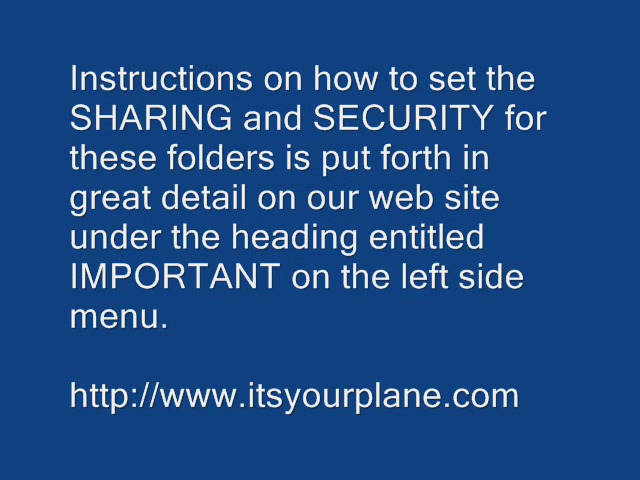 Instructions on how to set the
SHARING and SECURITY for
these folders is put forth in
great detail on our web site
under the heading entitled
IMPORTANT on the left side
menu.
http://www.itsyourplane.com